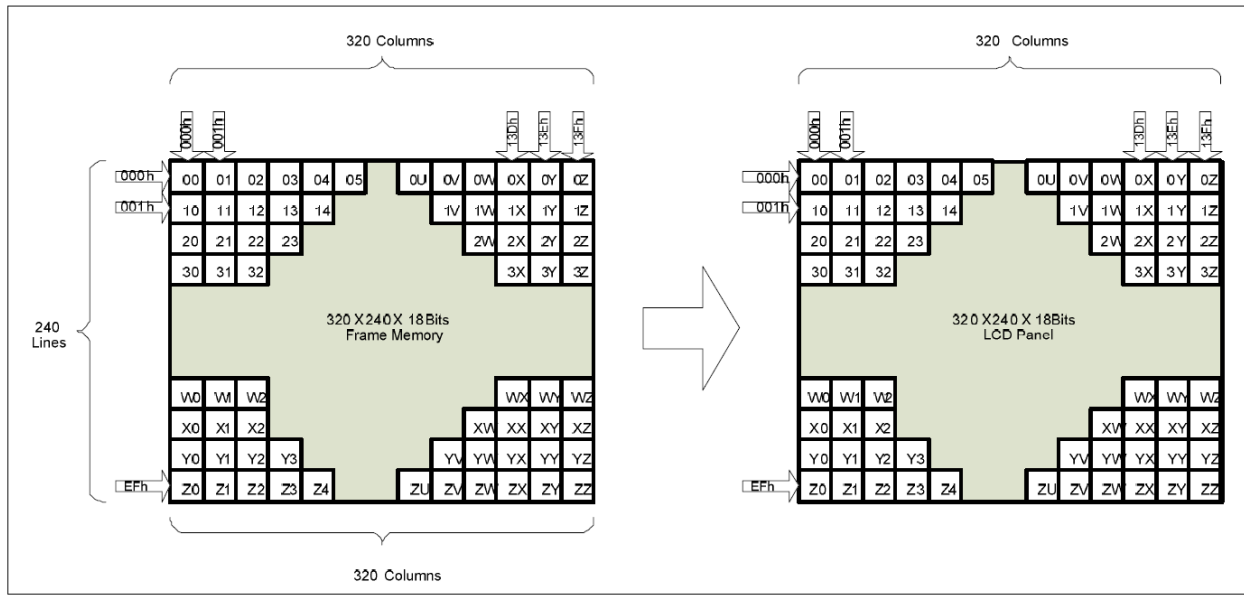 320 Columns 320 Columns
000h 001h 13Dh 13Eh 13Fh 000h 001h 13Dh 13Eh 13Fh
000h 00 01 02 03 04 05 0U 0V 0W 0X 0Y 0Z 000h 00 01 02 03 04 05 0U 0V 0W 0X 0Y 0Z
001h 10 11 12 13 14 1V 1W 1X 1Y 1Z 001h 10 11 12 13 14 1V 1W 1X 1Y 1Z
20 21 22 23 2W 2X 2Y 2Z 20 21 22 23 2W 2X 2Y 2Z
30 31 32 3X 3Y 3Z 30 31 32 3X 3Y 3Z
240 320 X240 X 18Bits 320 X240 X 18Bits
Lines Frame Memory LCD Panel
W0 W1 W2 WX WY WZ W0 W1 W2 WX WY WZ
X0 X1 X2 XW XX XY XZ X0 X1 X2 XW XX XY XZ
Y0 Y1 Y2 Y3 YV YW YX YY YZ Y0 Y1 Y2 Y3 YV YW YX YY YZ
EFh Z0 Z1 Z2 Z3 Z4 ZU ZV ZW ZX ZY ZZ EFh Z0 Z1 Z2 Z3 Z4 ZU ZV ZW ZX ZY ZZ
320 Columns